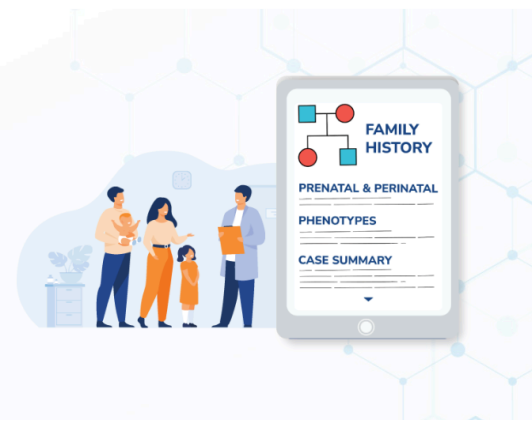 FAMILY
HISTORY
PRENATAL & PERINATAL
PHENOTYPES
CASE SUMMARY